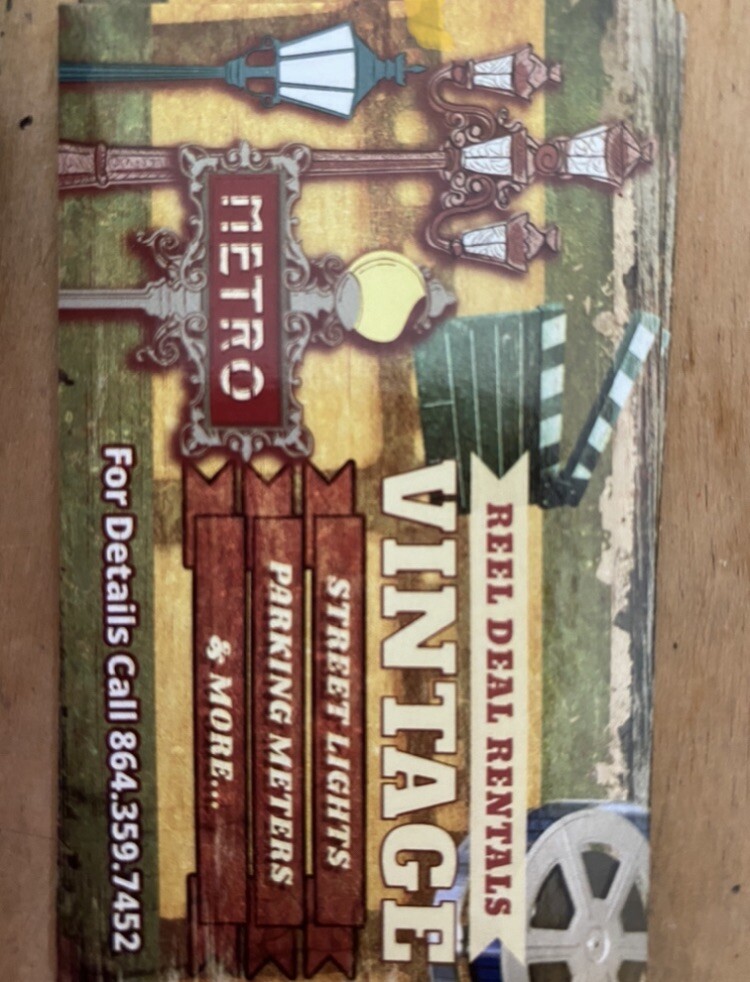 REEL DEAL RENTALS
VINTAGE
STREET LIGHTS
PARKING METERS
& MORE...
METRO
For Details Call 864.359.7452